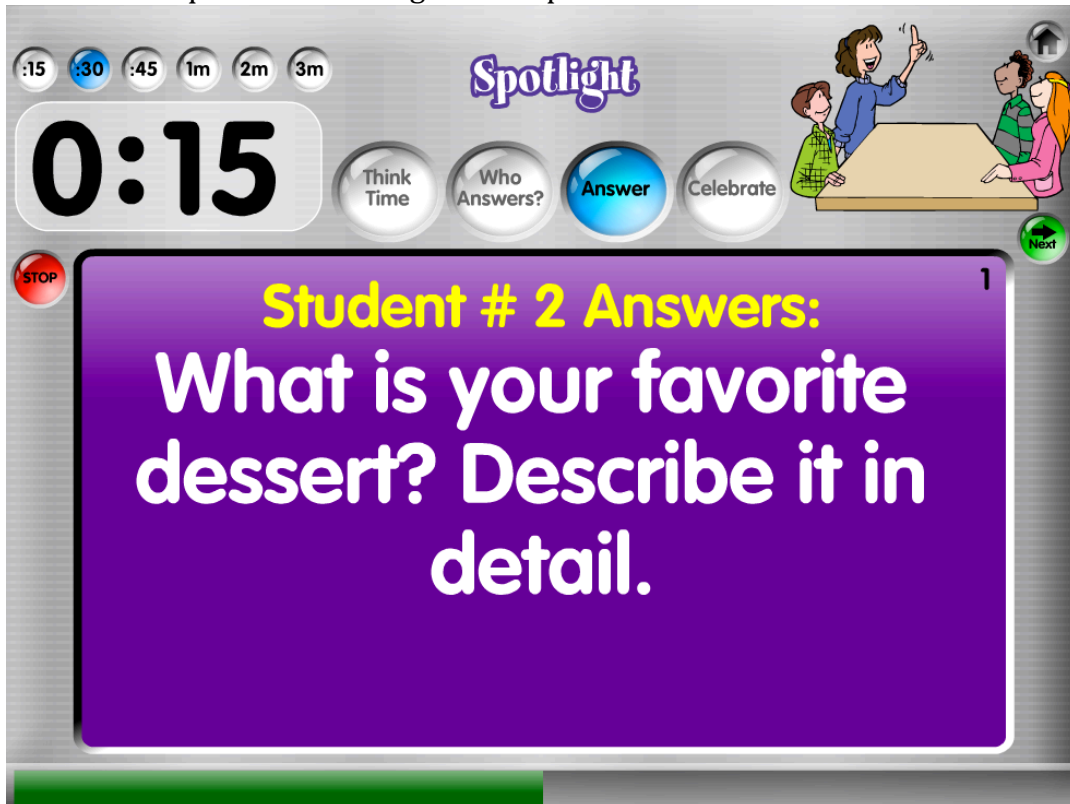 :15 :30 :45 1m 2m 3m
Spotlight
0:15
Think
Time
Who
Answers?
Answer
Celebrate
Next
STOP
1
Student # 2 Answers:
What is your favorite
dessert? Describe it in
detail.